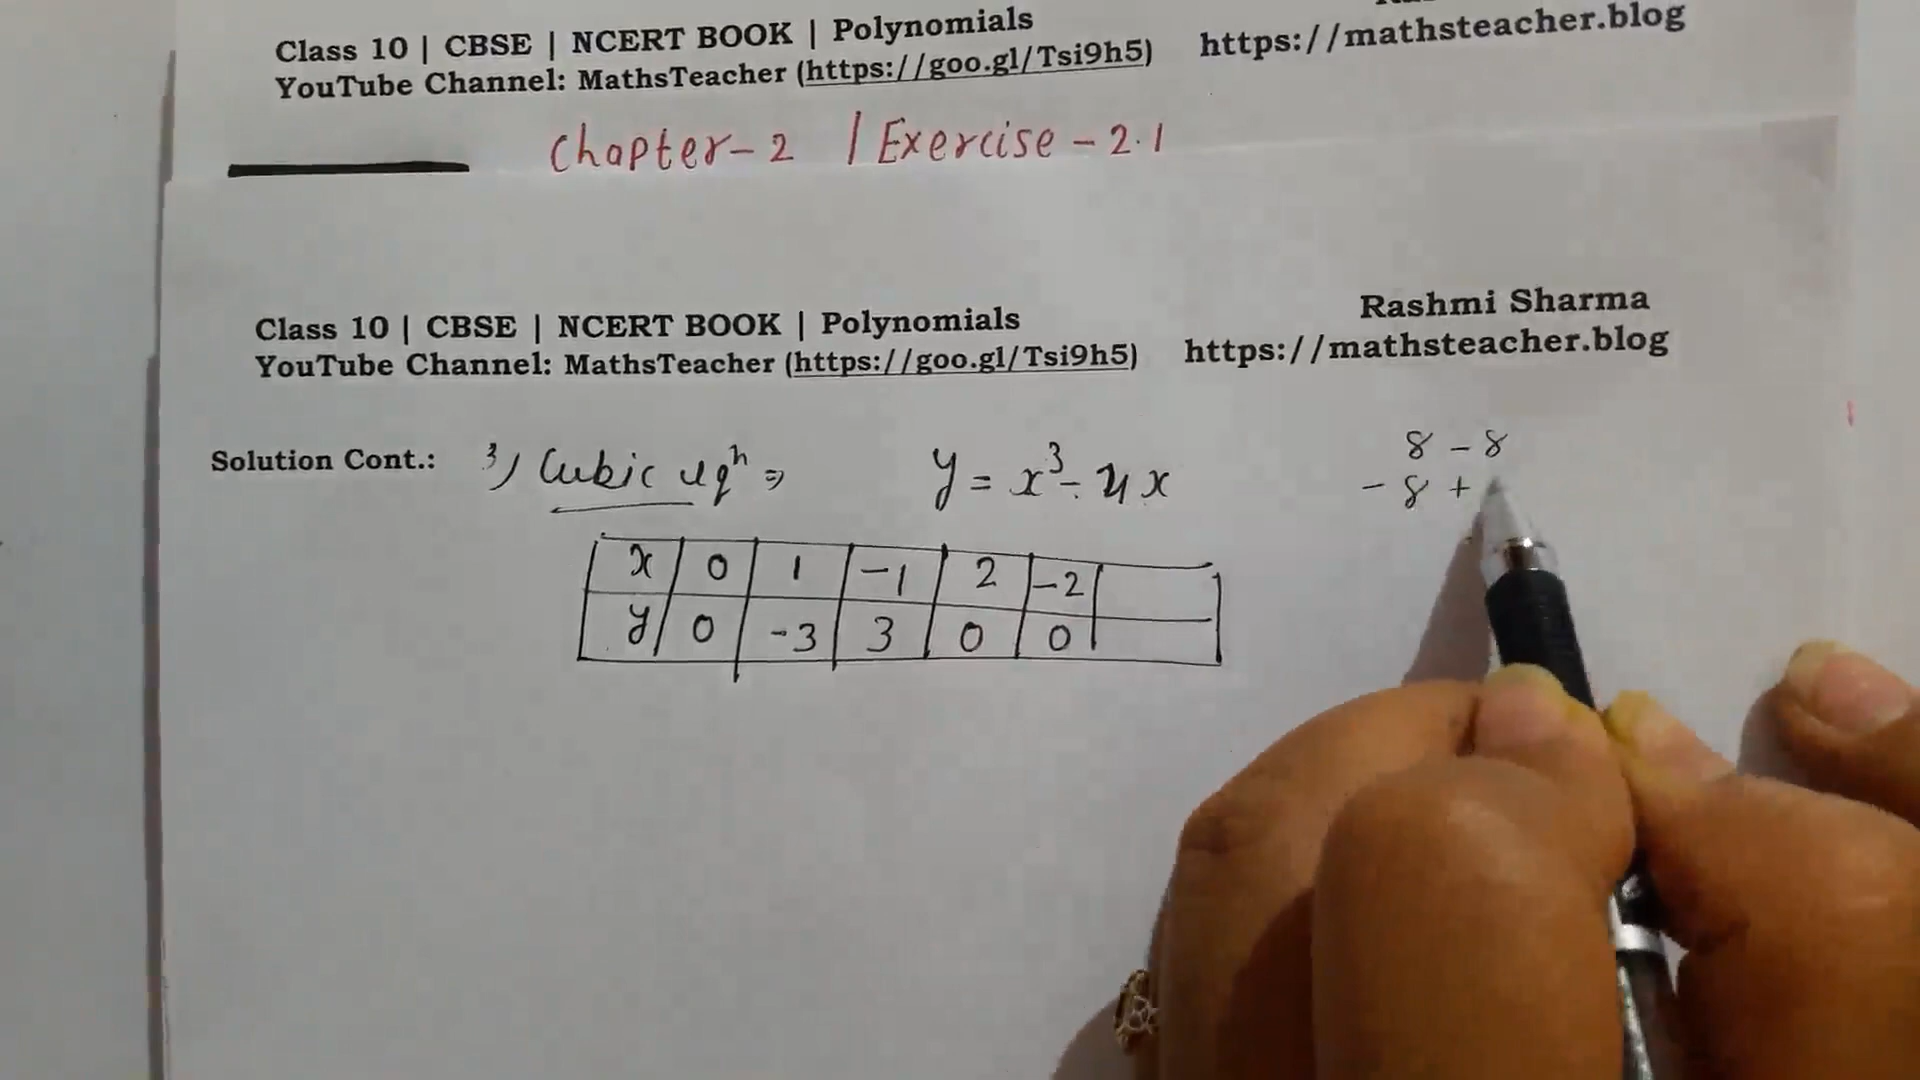 Class 10 | CBSE | NCERT BOOK | Polynomials
YouTube Channel: MathsTeacher (https://goo.gl/Tsi9h5) https://mathsteacher.blog
Chapter-2 | Exercise - 2.1
Class 10 | CBSE | NCERT BOOK | Polynomials Rashmi Sharma
YouTube Channel: MathsTeacher (https://goo.gl/Tsi9h5) https://mathsteacher.blog
Solution Cont.: 3) Cubic eqⁿ ⇒ y = x³ - 4x 8 - 8
- 8 +
x 0 1 -1 2 -2
y 0 -3 3 0 0